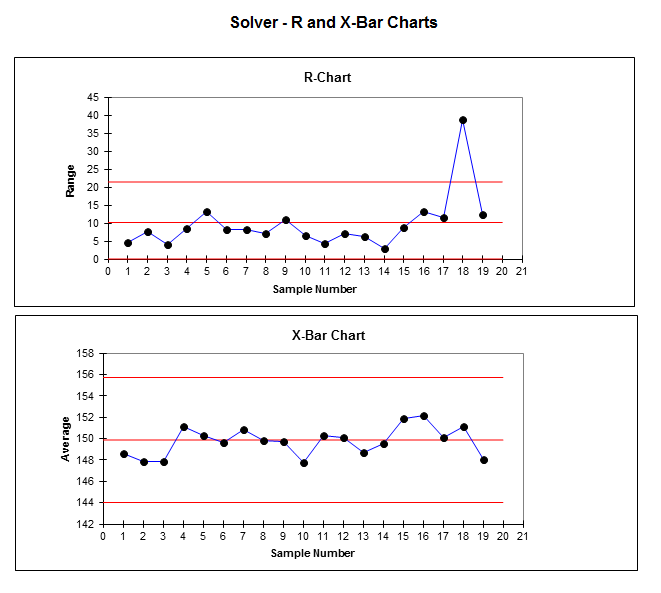 Solver - R and X-Bar Charts
R-Chart
45
40
35
30
25
20
15
10
5
0
Range
0 1 2 3 4 5 6 7 8 9 10 11 12 13 14 15 16 17 18 19 20 21
Sample Number
X-Bar Chart
158
156
154
152
150
148
146
144
142
Average
0 1 2 3 4 5 6 7 8 9 10 11 12 13 14 15 16 17 18 19 20 21
Sample Number